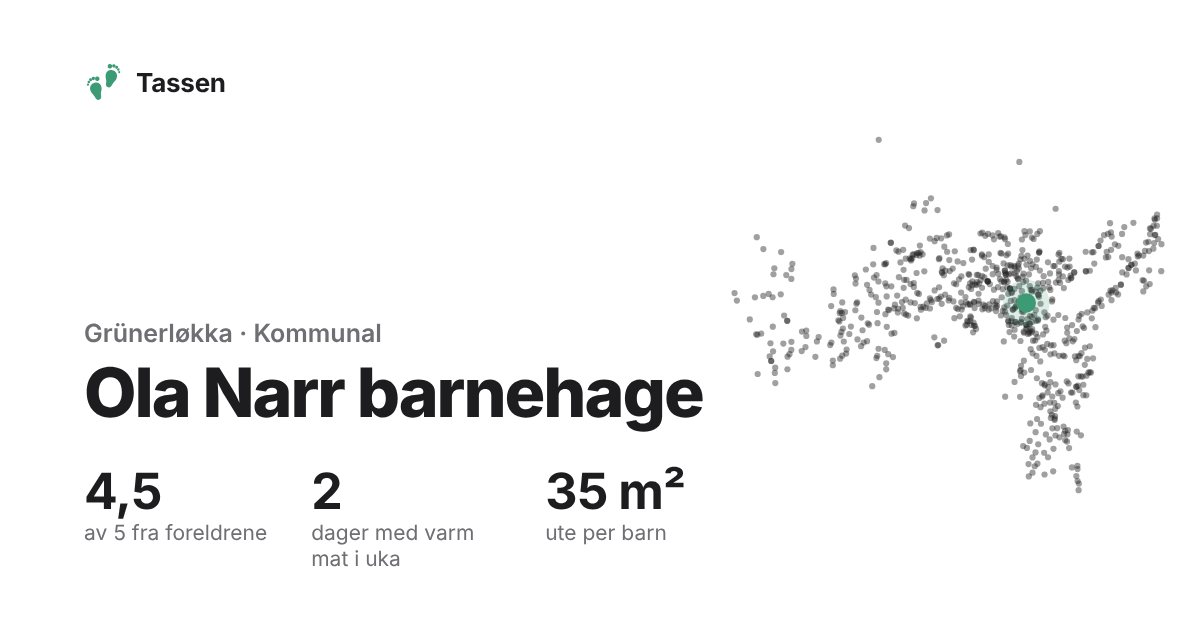 Tassen
Grünerløkka · Kommunal
Ola Narr barnehage
4,5
av 5 fra foreldrene
2
dager med varm
mat i uka
35 m²
ute per barn